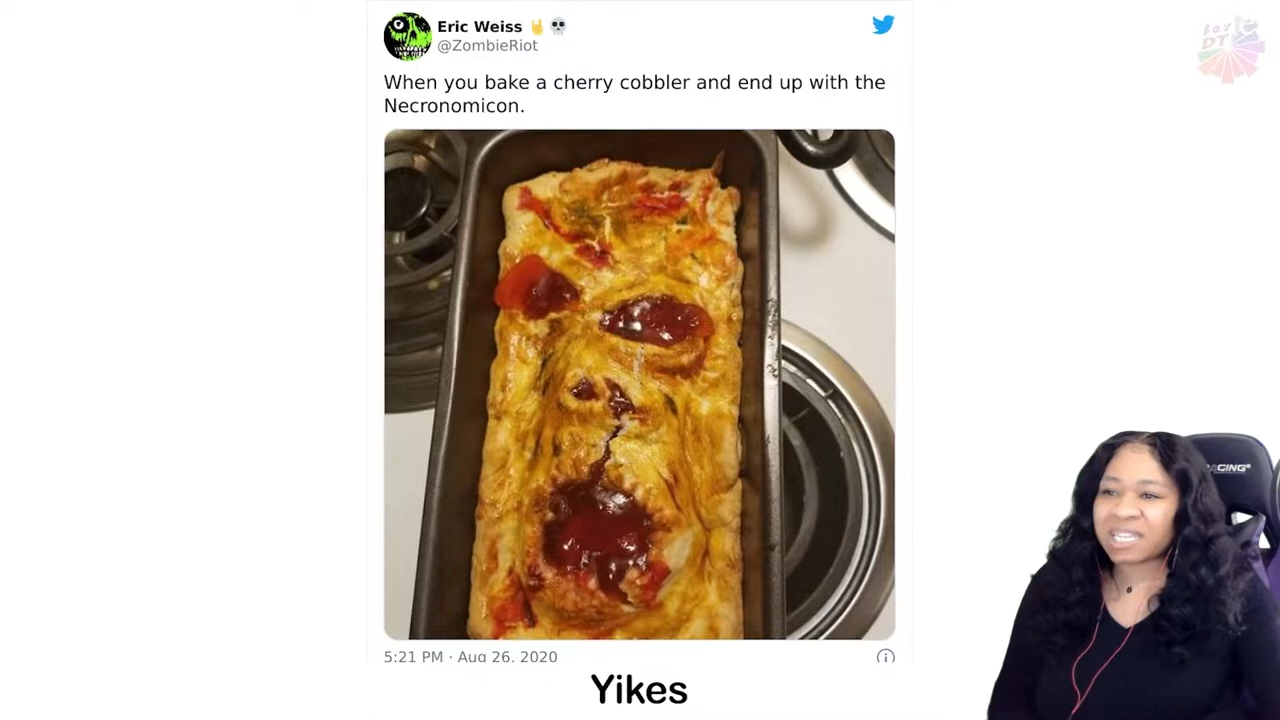 Eric Weiss 🤘💀
@ZombieRiot
When you bake a cherry cobbler and end up with the
Necronomicon.
5:21 PM · Aug 26, 2020
Yikes
DT